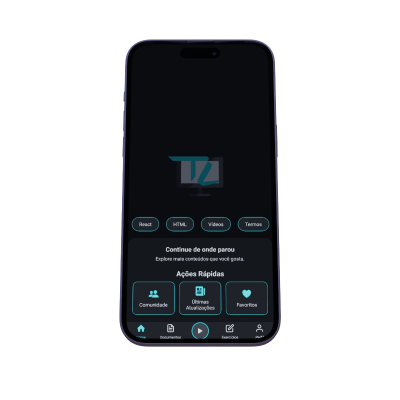 TZ
React HTML Vídeos Termos
Continue de onde parou
Explore mais conteúdos que você gosta.
Ações Rápidas
Comunidade
Últimas
Atualizações
Favoritos
Documentos Exercícios